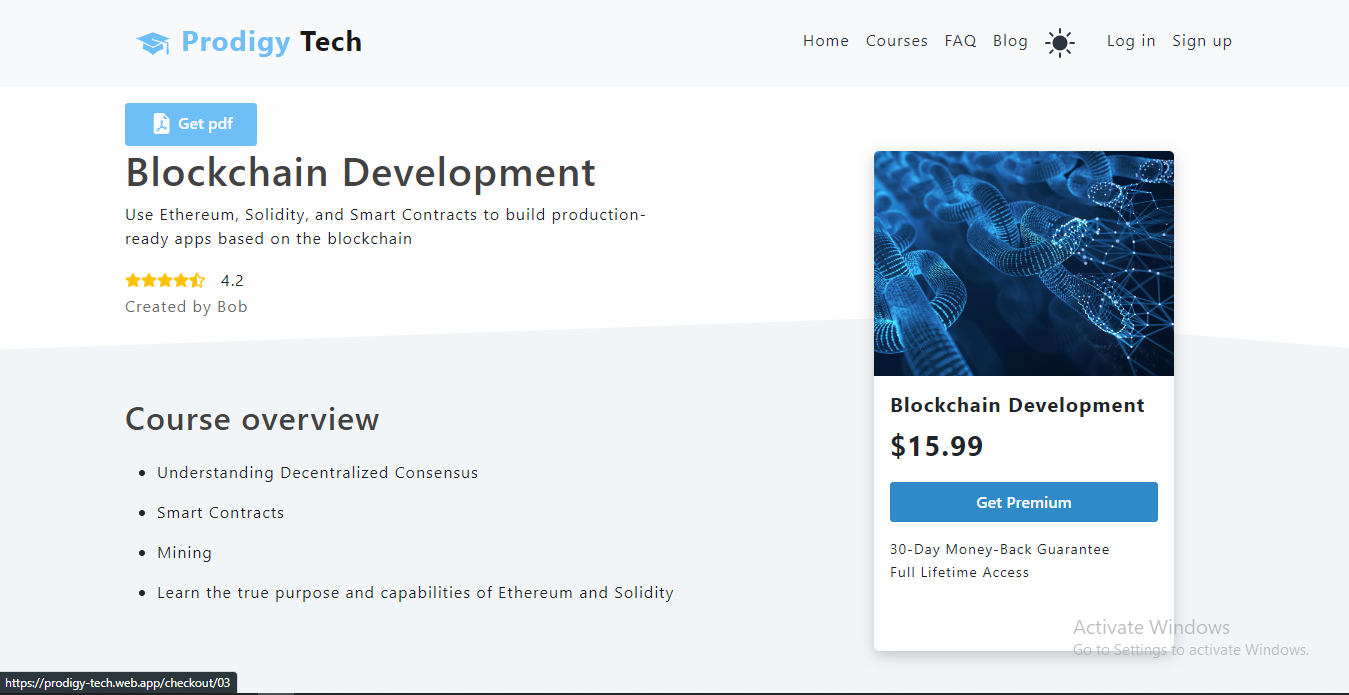 Prodigy Tech
Home Courses FAQ Blog Log in Sign up
Get pdf
Blockchain Development
Use Ethereum, Solidity, and Smart Contracts to build production-
ready apps based on the blockchain
4.2
Created by Bob
Course overview
• Understanding Decentralized Consensus
• Smart Contracts
• Mining
• Learn the true purpose and capabilities of Ethereum and Solidity
Blockchain Development
$15.99
Get Premium
30-Day Money-Back Guarantee
Full Lifetime Access
Activate Windows
Go to Settings to activate Windows.
https://prodigy-tech.web.app/checkout/03